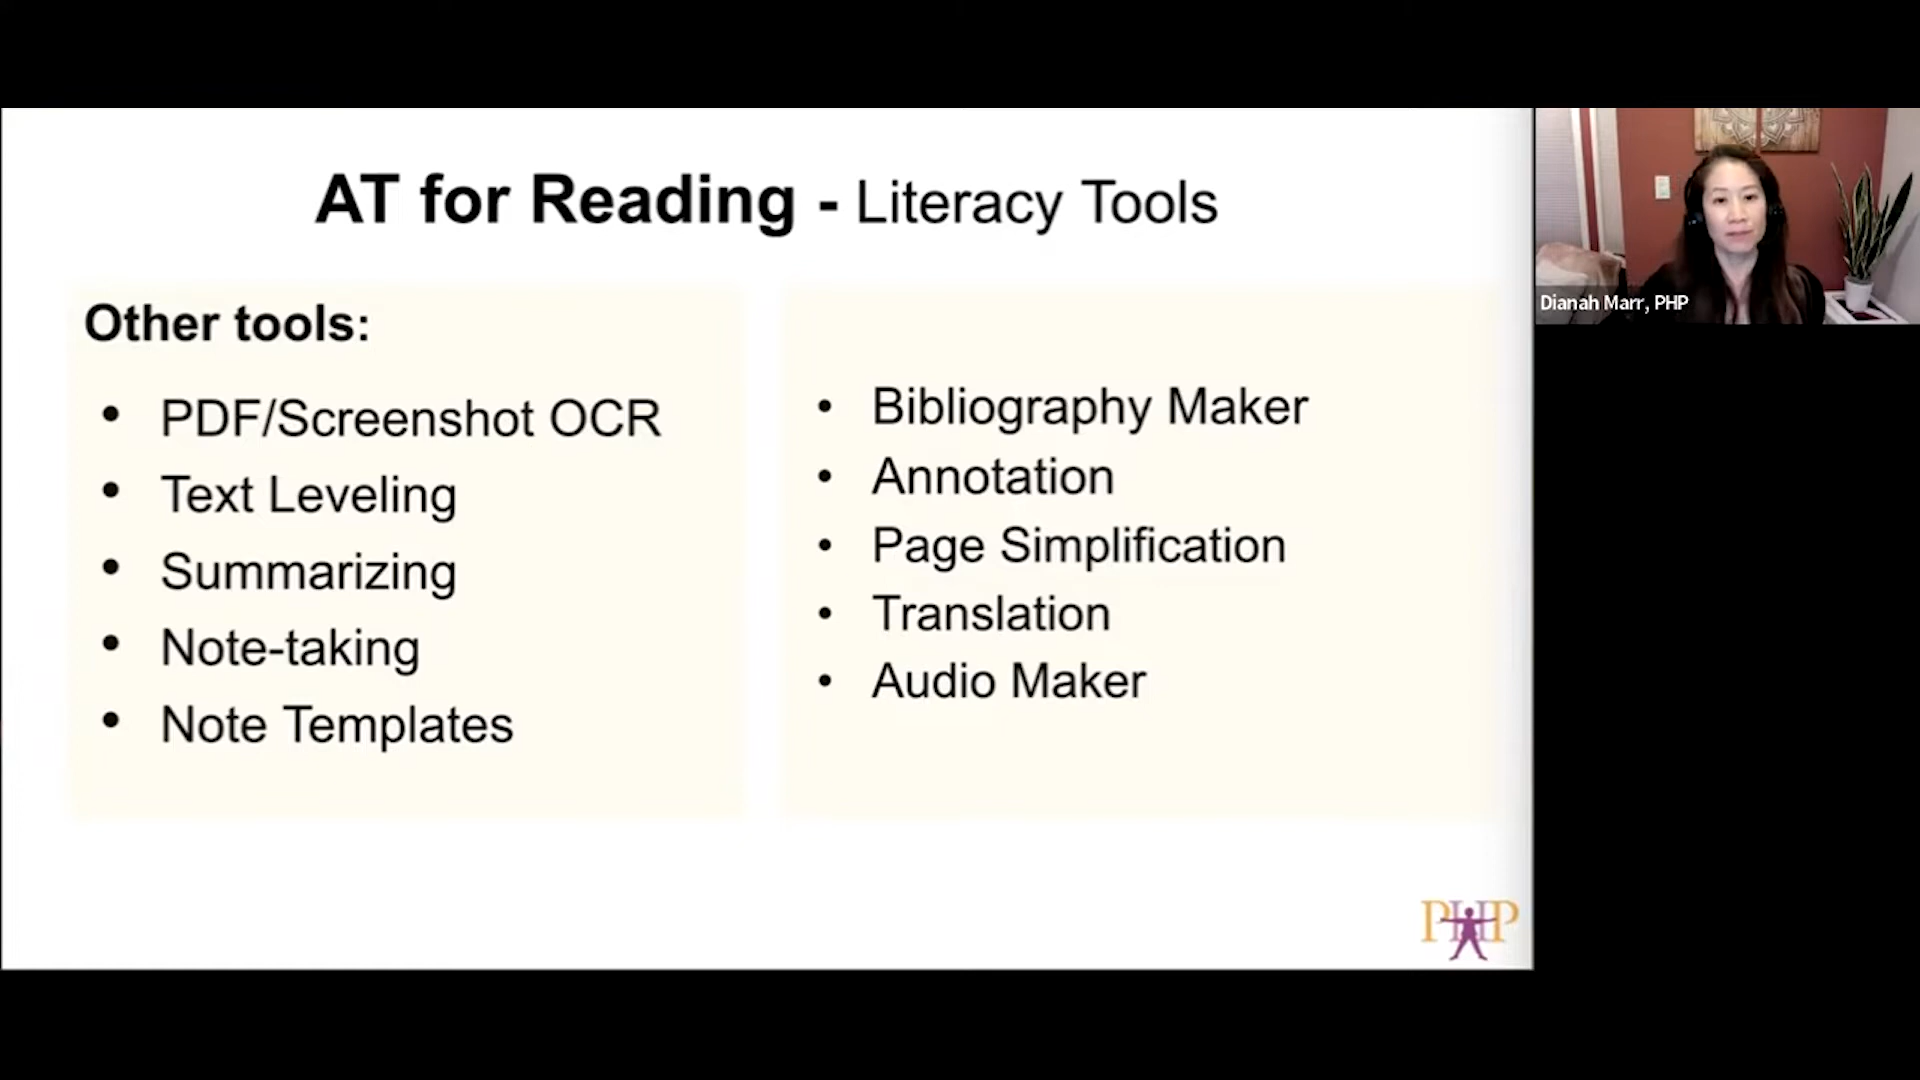 AT for Reading - Literacy Tools
Other tools:
• PDF/Screenshot OCR
• Text Leveling
• Summarizing
• Note-taking
• Note Templates
• Bibliography Maker
• Annotation
• Page Simplification
• Translation
• Audio Maker
PHP
Dianah Marr, PHP